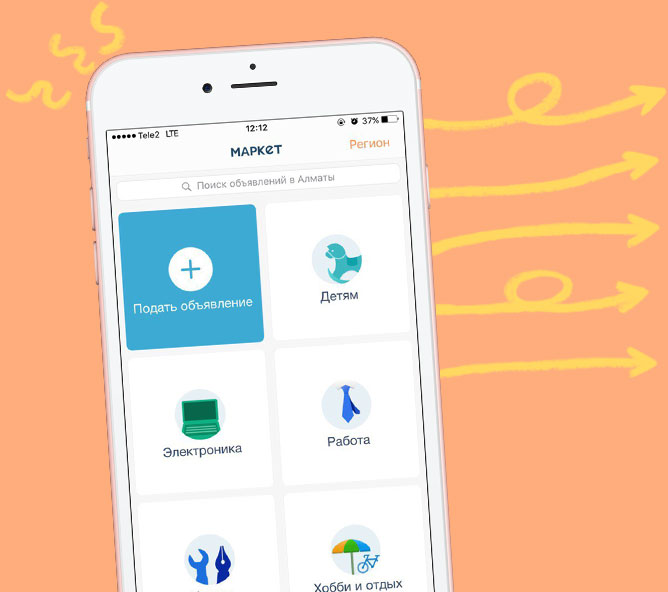 Tele2 LTE 12:12 37%
МАРКЕТ Регион
Поиск объявлений в Алматы
Подать объявление
Детям
Электроника
Работа
Хобби и отдых